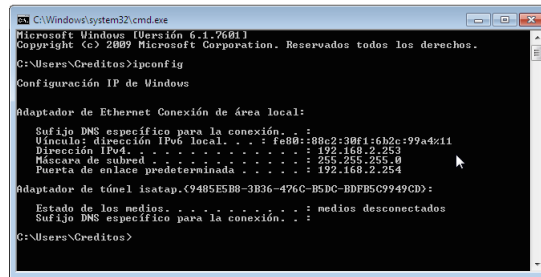 C:\Windows\system32\cmd.exe
Microsoft Windows [Versión 6.1.7601]
Copyright (c) 2009 Microsoft Corporation. Reservados todos los derechos.
C:\Users\Creditos>ipconfig
Configuración IP de Windows
Adaptador de Ethernet Conexión de área local:
Sufijo DNS específico para la conexión. . :
Vínculo: dirección IPv6 local. . . : fe80::88c2:30f1:6b2c:99a4%11
Dirección IPv4. . . . . . . . . . . . . . : 192.168.2.253
Máscara de subred . . . . . . . . . . . . : 255.255.255.0
Puerta de enlace predeterminada . . . . . : 192.168.2.254
Adaptador de túnel isatap.{9485E5B8-3B36-476C-B5DC-BDFB5C9949CD}:
Estado de los medios. . . . . . . . . . . : medios desconectados
Sufijo DNS específico para la conexión. . :
C:\Users\Creditos>